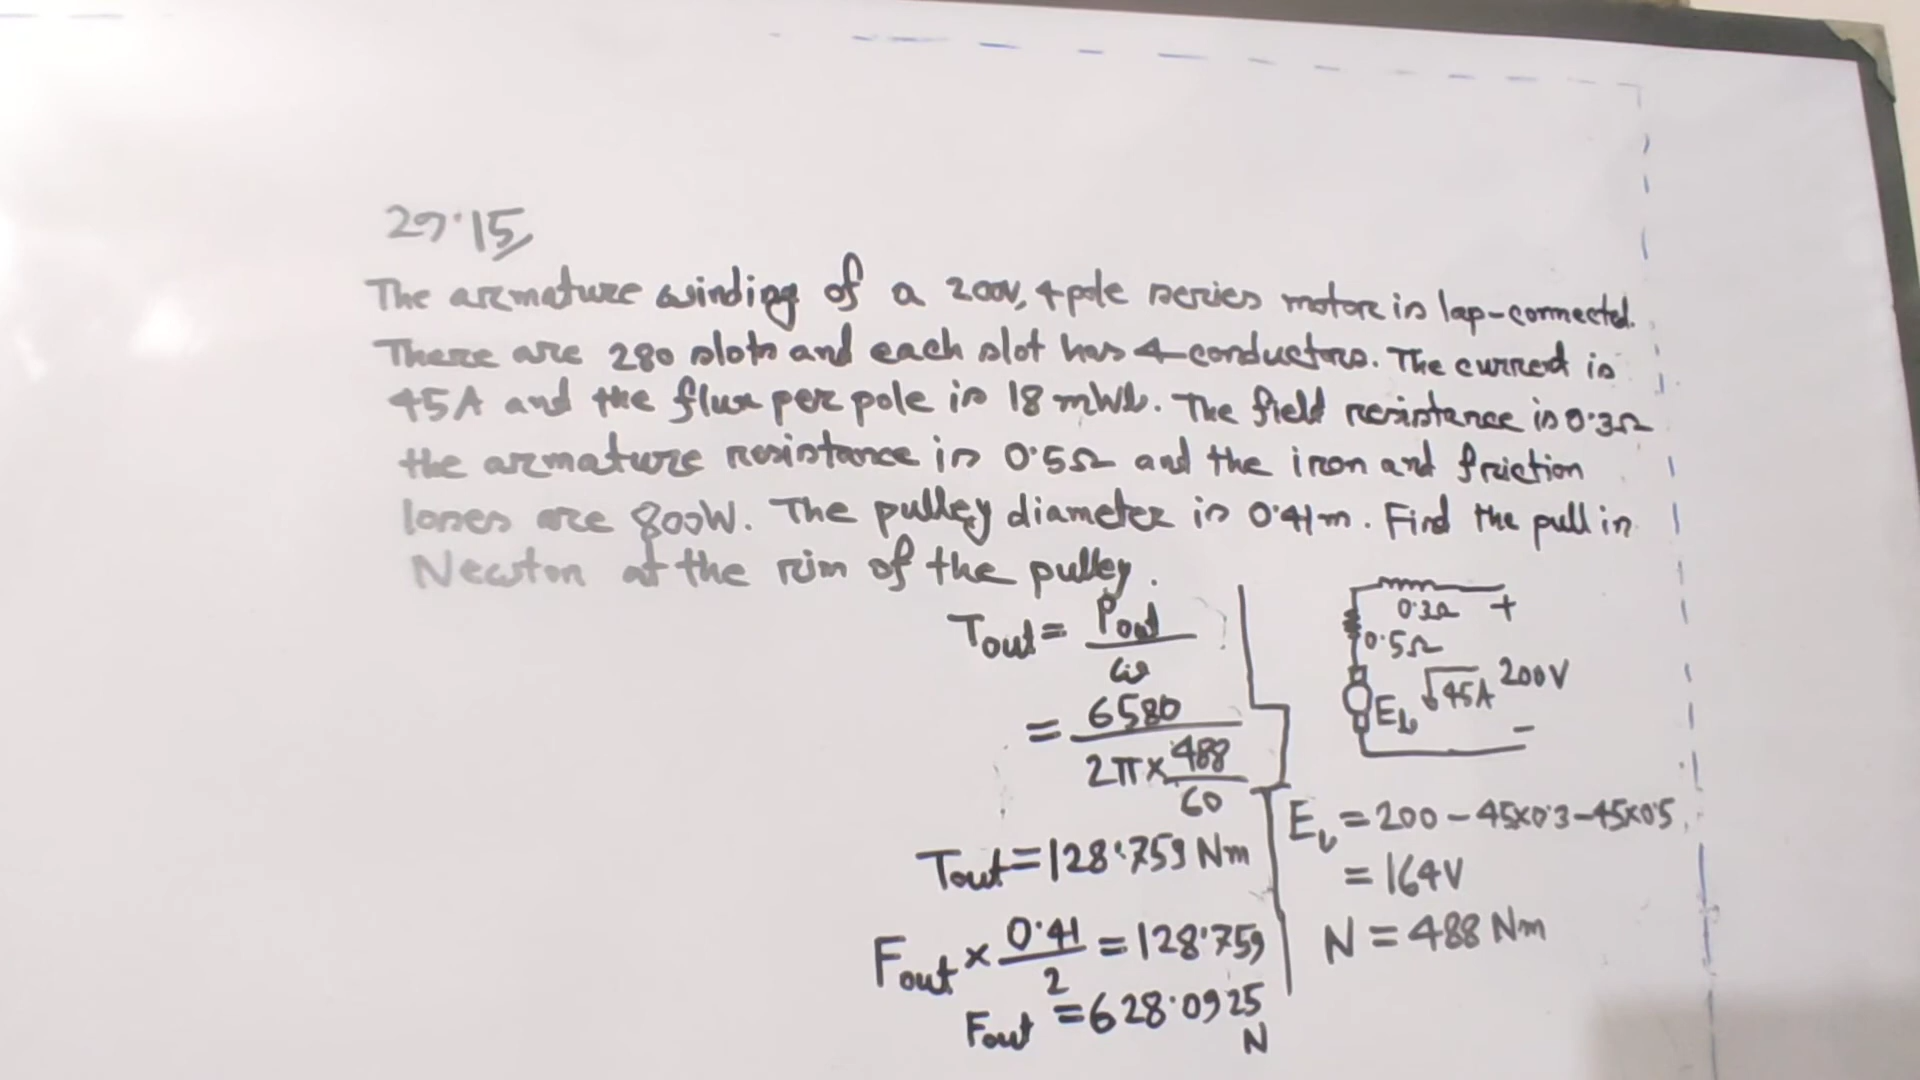 29.15
The armature winding of a 200V, 4 pole series motor is lap-connected.
There are 280 slots and each slot has 4 conductors. The current is
45A and the flux per pole is 18 mWb. The field resistance is 0.3Ω
the armature resistance is 0.5Ω and the iron and friction
losses are 800W. The pulley diameter is 0.41m. Find the pull in
Newton at the rim of the pulley.
Tout = Pout / ω
= 6580 / 2π × 488/60
Tout = 128.759 Nm
Fout × 0.41/2 = 128.759
Fout = 628.0925 N
0.3Ω +
0.5Ω
Eb 45A 200V
-
Eb = 200 - 45×0.3 - 45×0.5
= 164V
N = 488 Nm